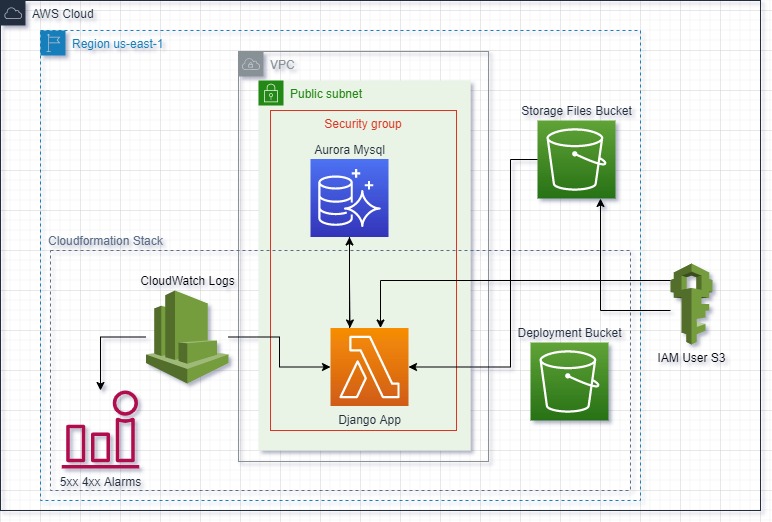 AWS Cloud
Region us-east-1
VPC
Public subnet
Security group
Aurora Mysql
Storage Files Bucket
Cloudformation Stack
CloudWatch Logs
Deployment Bucket
IAM User S3
Django App
5xx 4xx Alarms